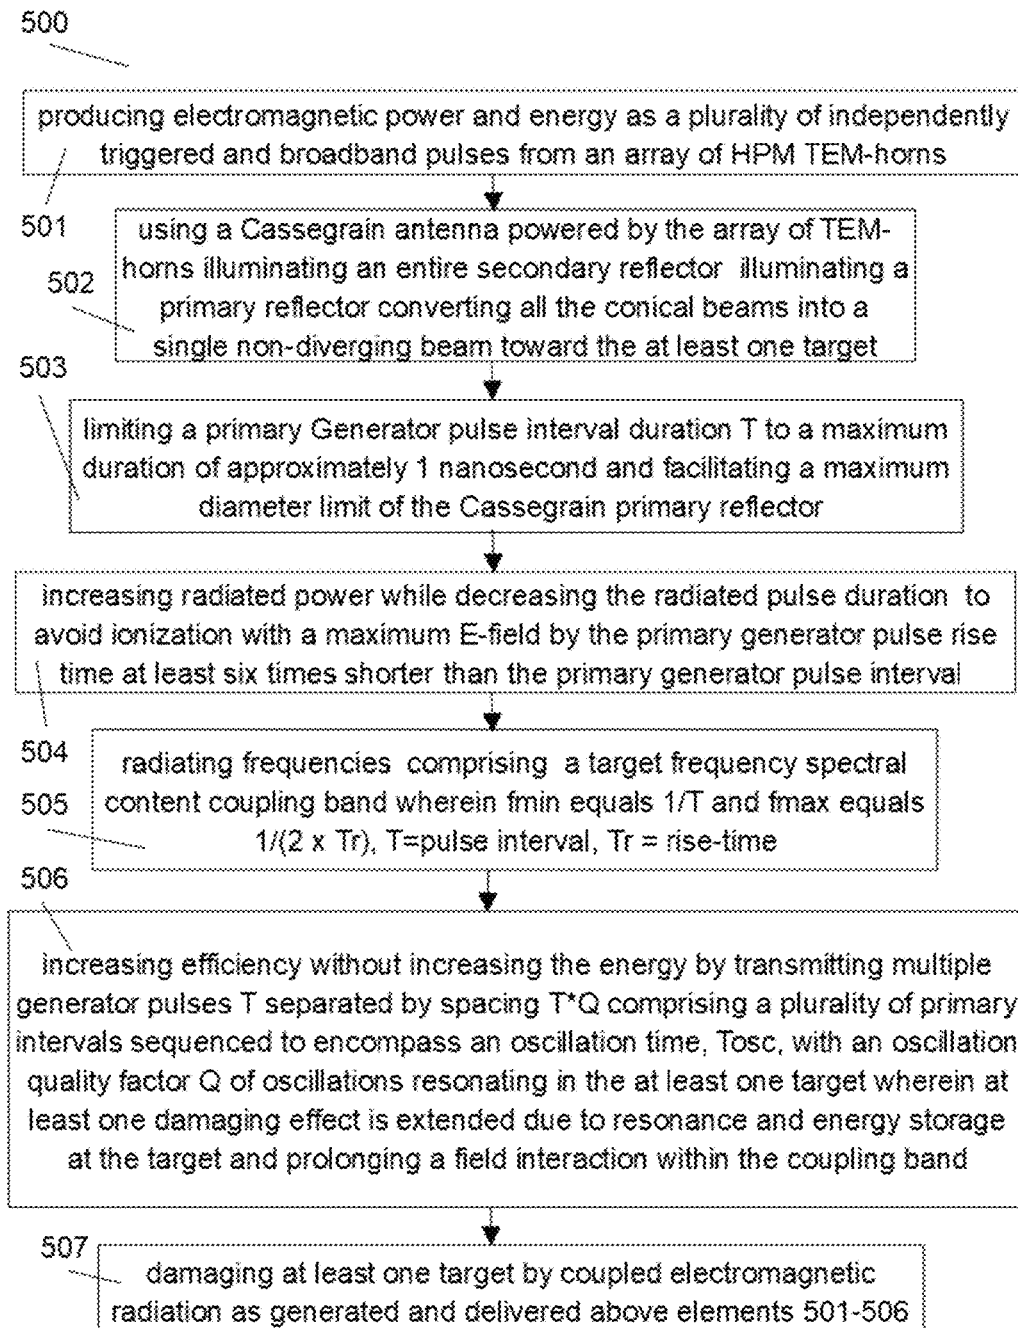 500
producing electromagnetic power and energy as a plurality of independently
triggered and broadband pulses from an array of HPM TEM-horns
501
using a Cassegrain antenna powered by the array of TEM-
horns illuminating an entire secondary reflector illuminating a
primary reflector converting all the conical beams into a
single non-diverging beam toward the at least one target
502
503
limiting a primary Generator pulse interval duration T to a maximum
duration of approximately 1 nanosecond and facilitating a maximum
diameter limit of the Cassegrain primary reflector
increasing radiated power while decreasing the radiated pulse duration to
avoid ionization with a maximum E-field by the primary generator pulse rise
time at least six times shorter than the primary generator pulse interval
504
radiating frequencies comprising a target frequency spectral
content coupling band wherein fmin equals 1/T and fmax equals
1/(2 x Tr), T=pulse interval, Tr = rise-time
505
506
increasing efficiency without increasing the energy by transmitting multiple
generator pulses T separated by spacing T*Q comprising a plurality of primary
intervals sequenced to encompass an oscillation time, Tosc, with an oscillation
quality factor Q of oscillations resonating in the at least one target wherein at
least one damaging effect is extended due to resonance and energy storage
at the target and prolonging a field interaction within the coupling band
507
damaging at least one target by coupled electromagnetic
radiation as generated and delivered above elements 501-506